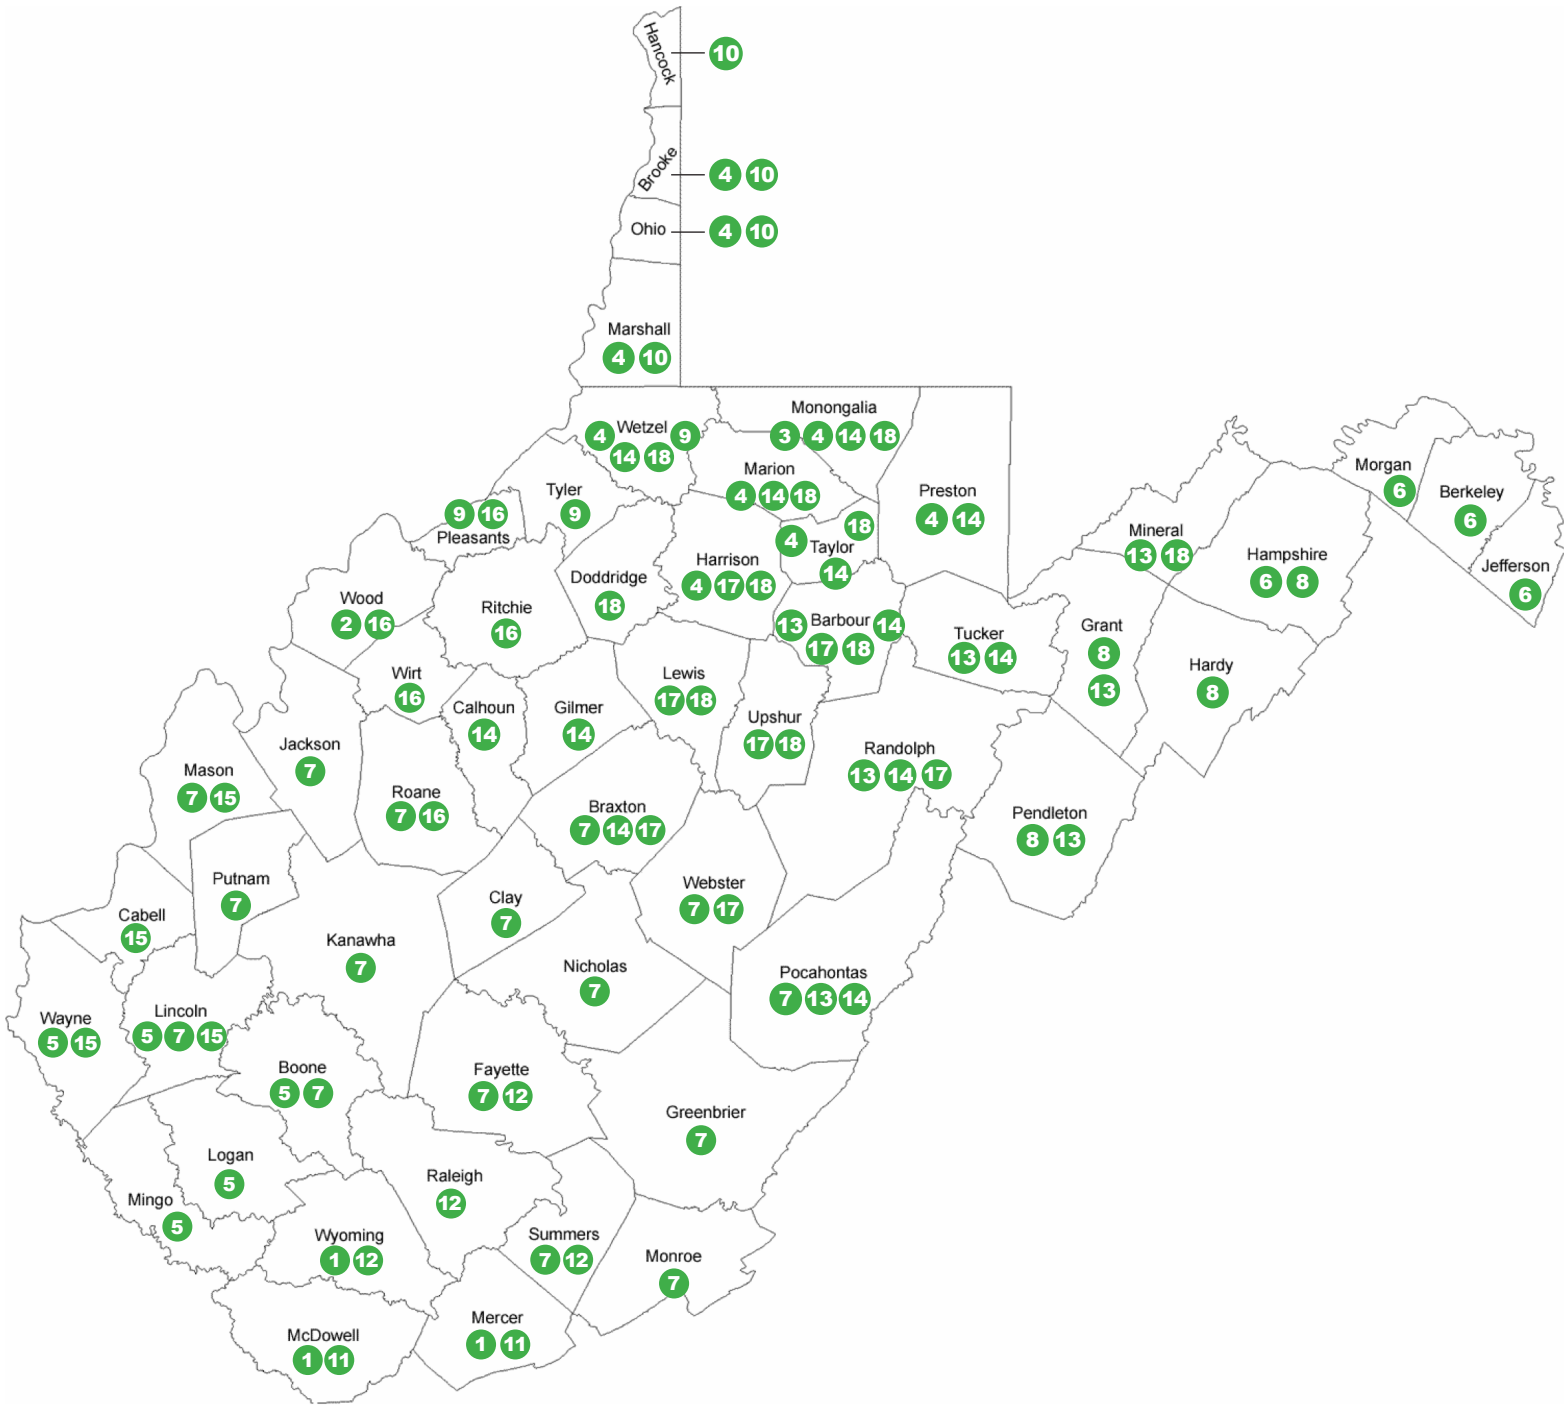 Hancock
10
Brooke
4 10
Ohio
4 10
Marshall
4 10
Wetzel
4 9
14 18
Monongalia
3 4 14 18
Marion
4 14 18
Preston
4 14
Tyler
9
9 16
Pleasants
18
4 Taylor
14
Harrison
4 17 18
Doddridge
18
Ritchie
16
Wood
2 16
Wirt
16
Barbour
13 14
17 18
Tucker
13 14
Mineral
13 18
Grant
8
13
Hampshire
6 8
Hardy
8
Morgan
6
Berkeley
6
Jefferson
6
Lewis
17 18
Upshur
17 18
Calhoun
14
Gilmer
14
Jackson
7
Mason
7 15
Roane
7 16
Braxton
7 14 17
Randolph
13 14 17
Pendleton
8 13
Putnam
7
Clay
7
Webster
7 17
Cabell
15
Kanawha
7
Nicholas
7
Pocahontas
7 13 14
Wayne
5 15
Lincoln
5 7 15
Boone
5 7
Fayette
7 12
Greenbrier
7
Logan
5
Mingo
5
Raleigh
12
Wyoming
1 12
Summers
7 12
Monroe
7
Mercer
1 11
McDowell
1 11